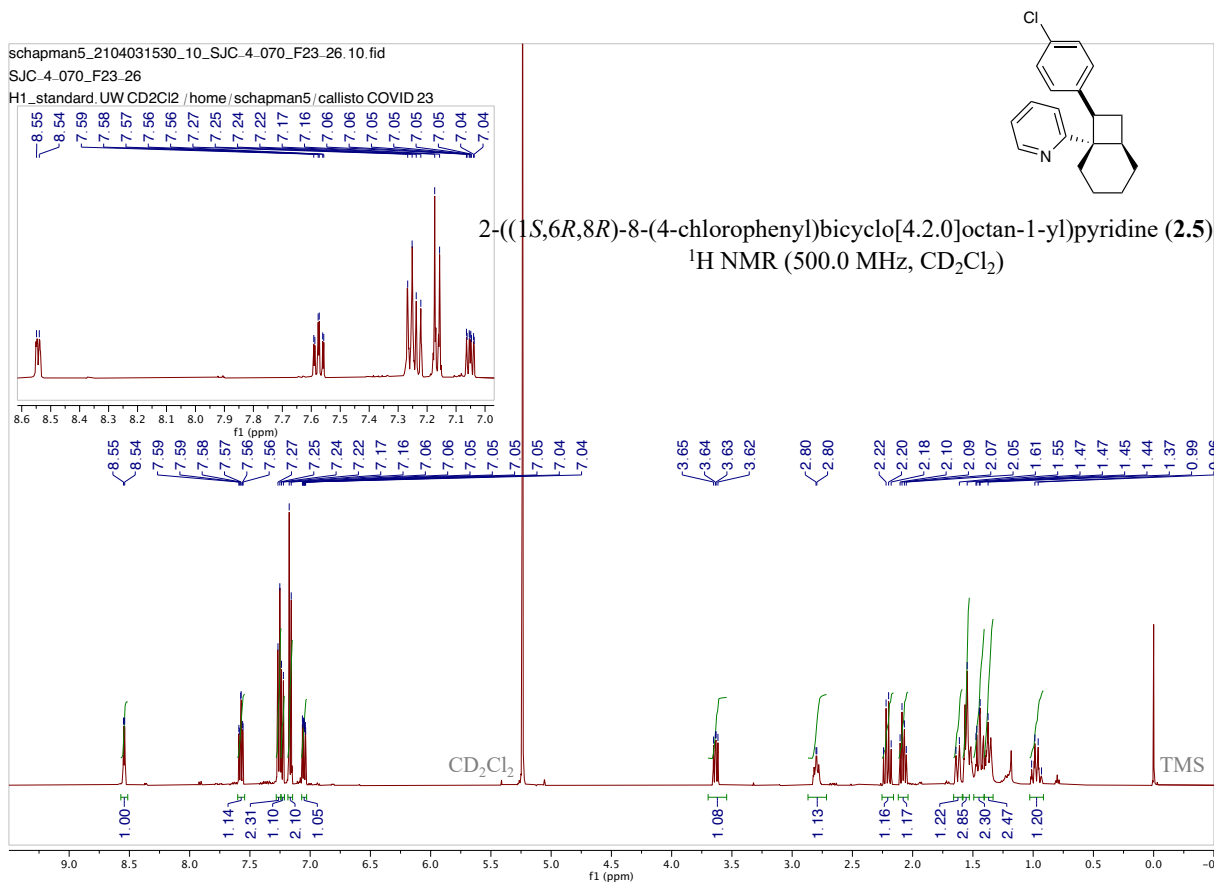 Cl
schapman5_2104031530_10_SJC-4-070_F23-26.10.fid
SJC-4-070_F23-26
H1_standard.UW CD2Cl2 /home/schapman5/callisto COVID 23
8.55 8.54 7.59 7.58 7.57 7.56 7.56 7.27 7.25 7.24 7.22 7.17 7.16 7.06 7.06 7.05 7.05 7.05 7.04 7.04
N
2-((1S,6R,8R)-8-(4-chlorophenyl)bicyclo[4.2.0]octan-1-yl)pyridine (2.5)
¹H NMR (500.0 MHz, CD₂Cl₂)
8.6 8.5 8.4 8.3 8.2 8.1 8.0 7.9 7.8 7.7 7.6 7.5 7.4 7.3 7.2 7.1 7.0
f1 (ppm)
8.55 8.54 7.59 7.59 7.58 7.57 7.56 7.56 7.27 7.25 7.24 7.22 7.17 7.16 7.06 7.06 7.05 7.05 7.05 7.05 7.04 7.04 3.65 3.64 3.63 3.62 2.80 2.80 2.22 2.20 2.18 2.10 2.09 2.07 2.05 1.61 1.55 1.47 1.47 1.45 1.44 1.37 0.99 0.96
CD₂Cl₂
TMS
1.00 1.14 2.31 1.10 2.10 1.05 1.08 1.13 1.16 1.17 1.22 2.85 2.30 2.47 1.20
9.0 8.5 8.0 7.5 7.0 6.5 6.0 5.5 5.0 4.5 4.0 3.5 3.0 2.5 2.0 1.5 1.0 0.5 0.0
f1 (ppm)